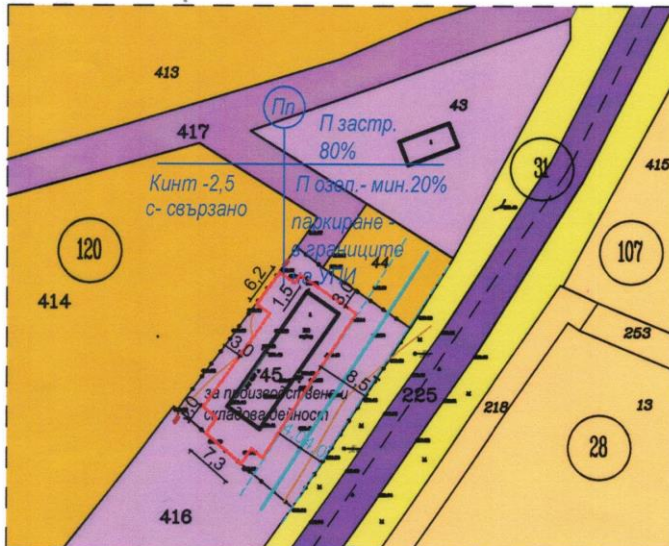 413
417
Пп
П застр.
80%
43
Кинт -2,5
с- свързано
П озел.- мин.20%
31
415
120
паркиране -
в границите
УПИ
44
107
414
6,2
1,5
3,0
253
3,0
45
8,5
225
218
13
за производствена и
складова дейност
28
7,3
416